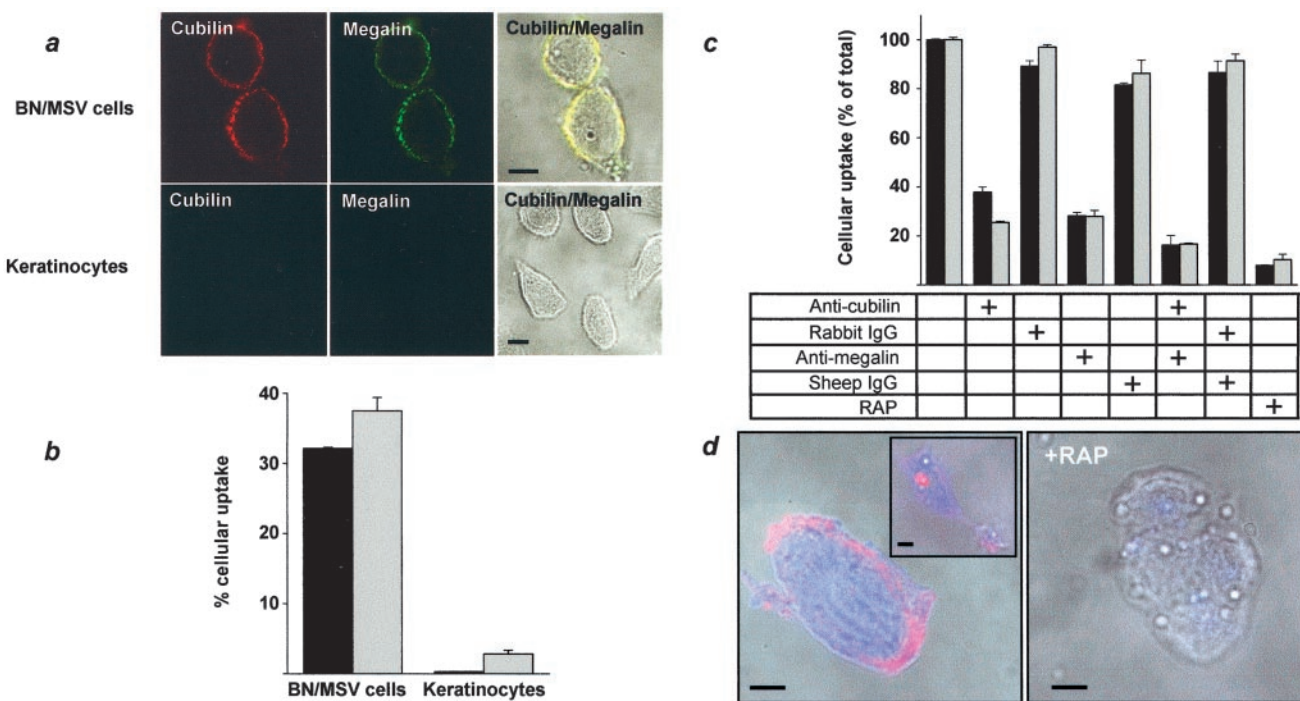 a
Cubilin
Megalin
Cubilin/Megalin
BN/MSV cells
Cubilin
Megalin
Cubilin/Megalin
Keratinocytes
b
% cellular uptake
40
30
20
10
BN/MSV cells
Keratinocytes
c
Cellular uptake (% of total)
100
80
60
40
20
Anti-cubilin + +
Rabbit IgG + +
Anti-megalin + +
Sheep IgG + +
RAP +
d
+RAP